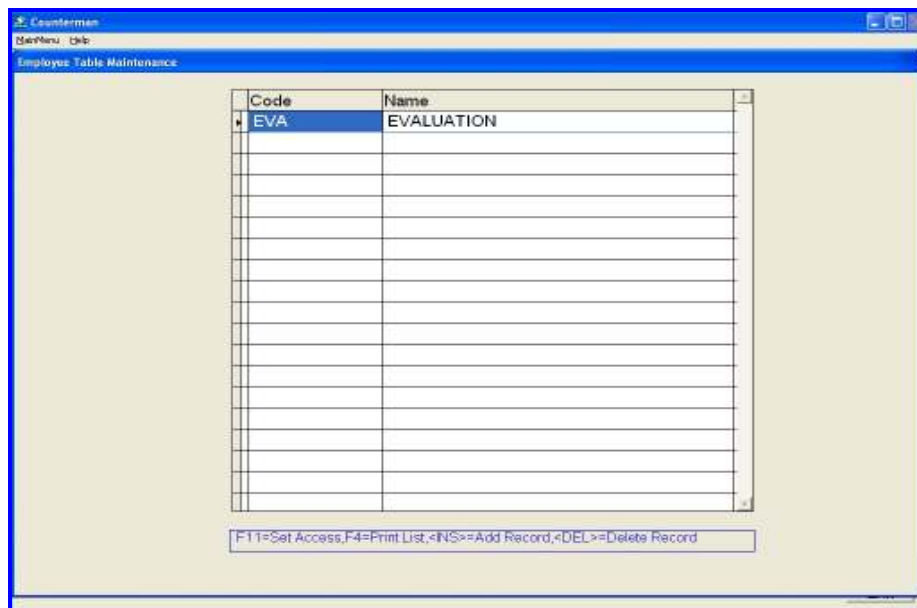 Counterman
MainMenu Help
Employee Table Maintenance
Code Name
EVA EVALUATION
F11=Set Access,F4=Print List,<INS>=Add Record,<DEL>=Delete Record